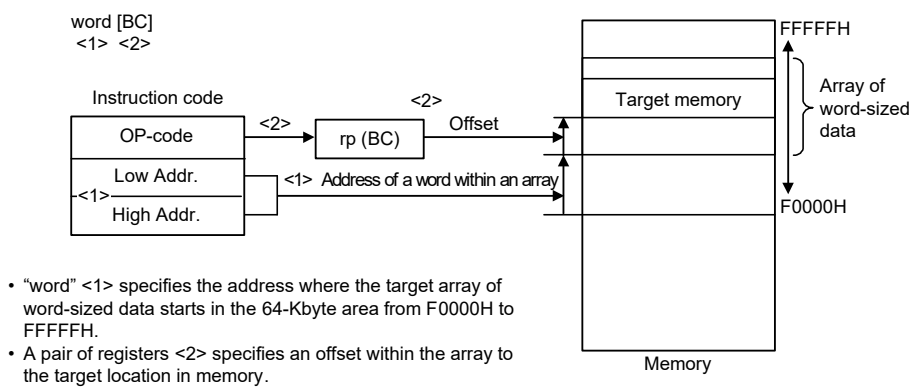 word [BC]
<1> <2>
FFFFFH
Array of
word-sized
data
Target memory
Instruction code
<2>
OP-code
<2>
rp (BC)
Offset
Low Addr.
<1>
<1> Address of a word within an array
High Addr.
F0000H
• “word” <1> specifies the address where the target array of
word-sized data starts in the 64-Kbyte area from F0000H to
FFFFFH.
• A pair of registers <2> specifies an offset within the array to
the target location in memory.
Memory